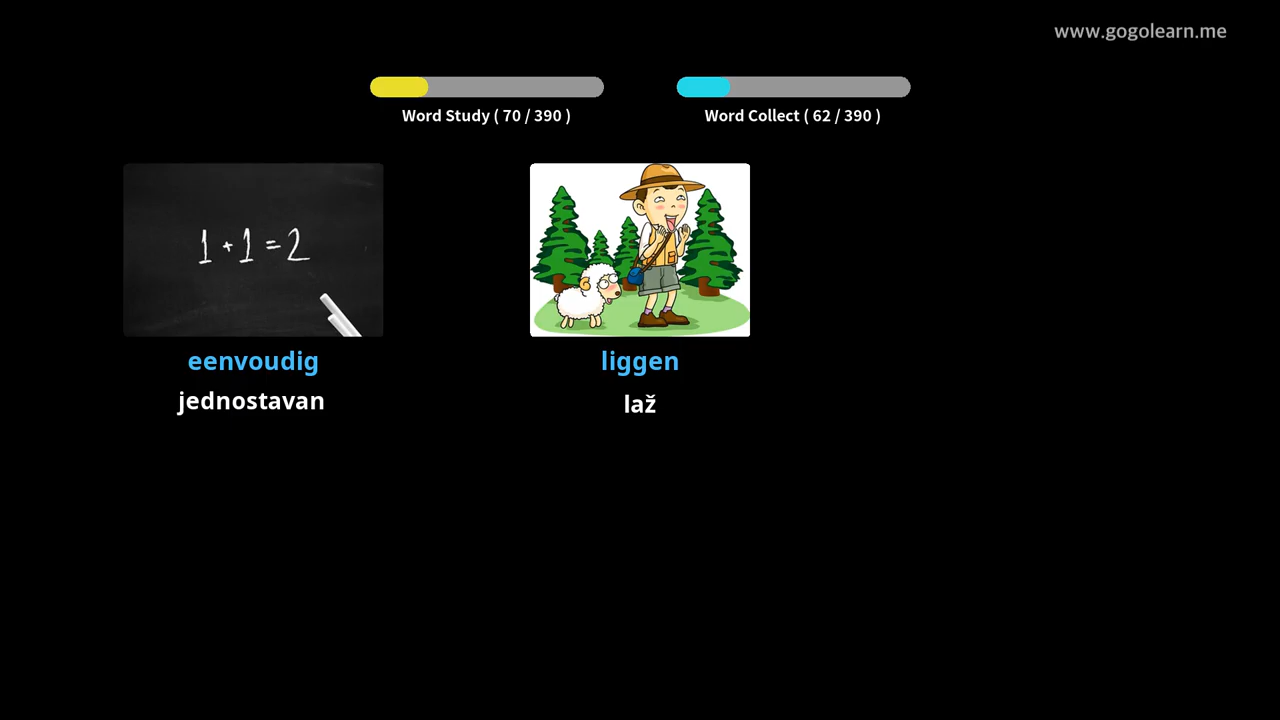 www.gogolearn.me
Word Study ( 70 / 390 )
Word Collect ( 62 / 390 )
1 + 1 = 2
eenvoudig
jednostavan
liggen
laž